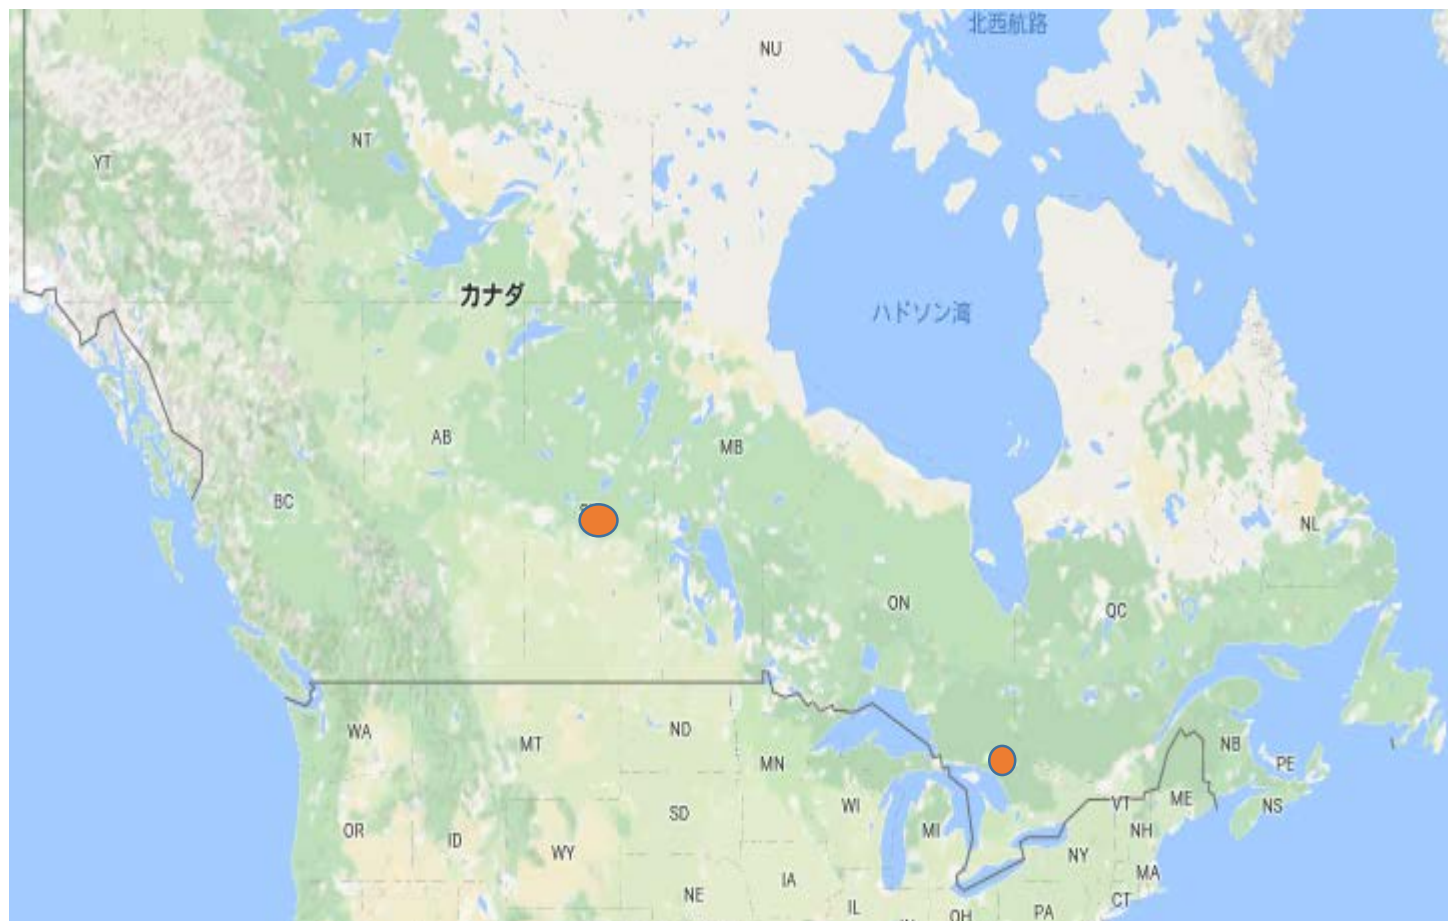 北西航路
NU
NT
YT
カナダ
ハドソン湾
AB
MB
BC
NL
ON
QC
WA
MT
ND
MN
NB
PE
OR
ID
WY
SD
WI
MI
VT
ME
NS
NH
NY
MA
NE
IA
IL
OH
PA
CT